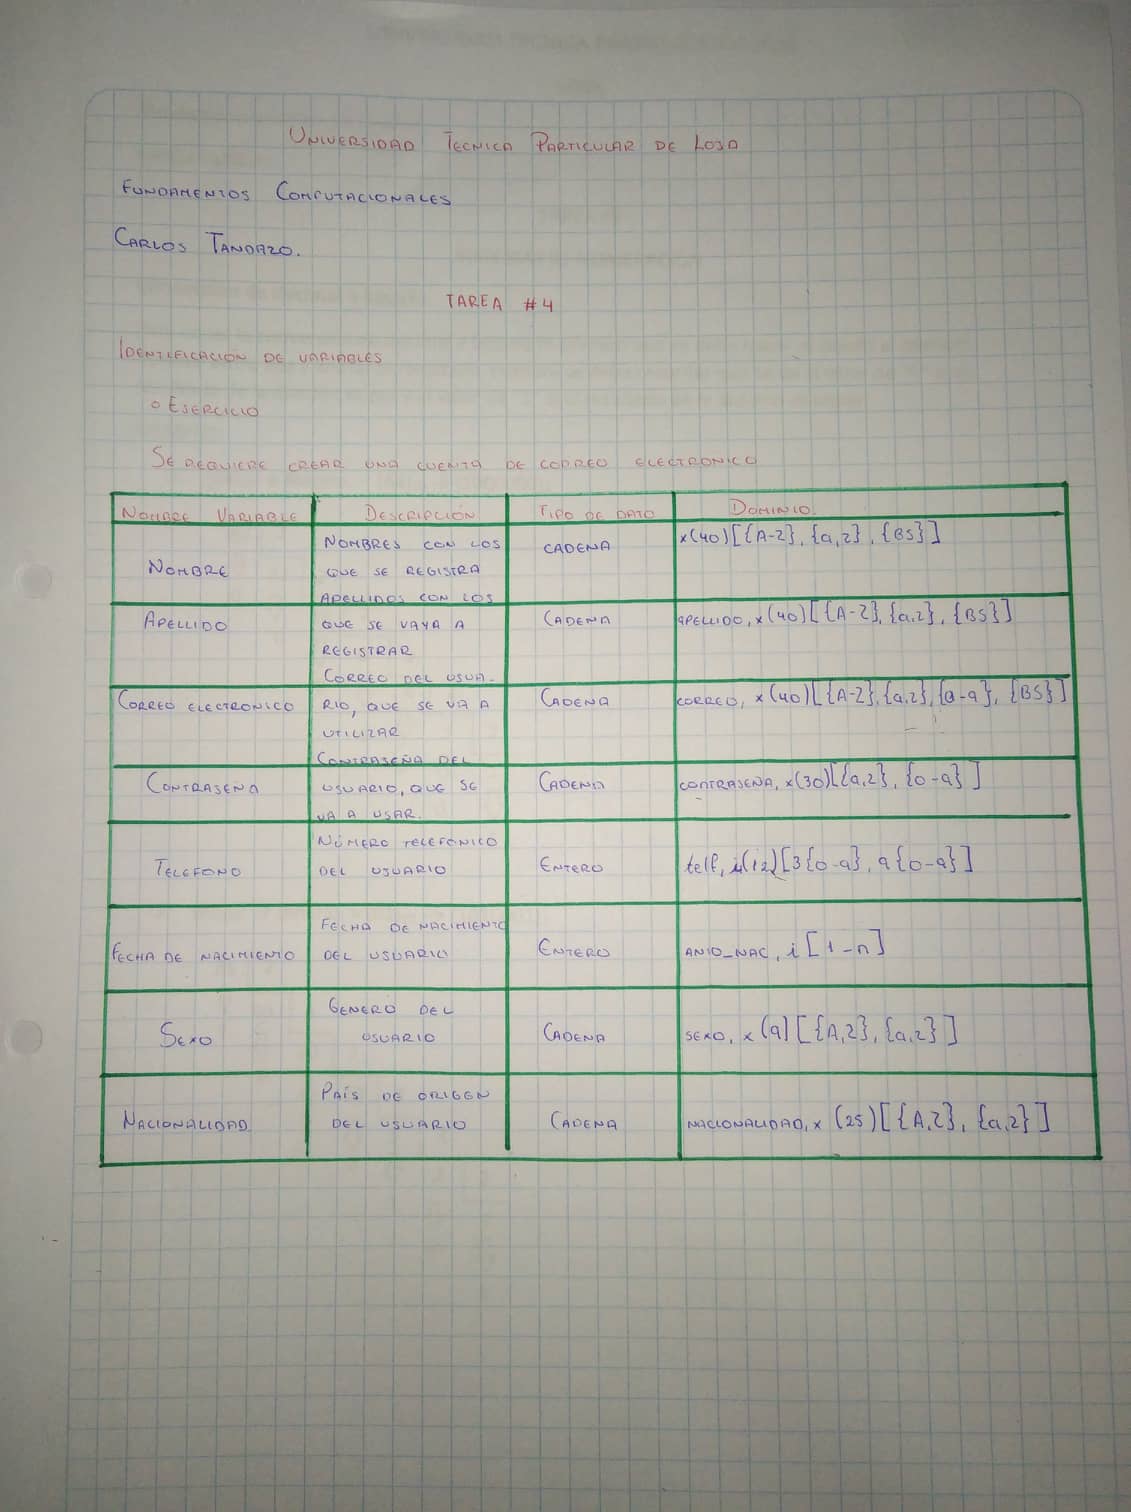 UNIVERSIDAD TECNICA PARTICULAR DE LOJA
FUNDAMENTOS COMPUTACIONALES
CARLOS TANDAZO.
TAREA #4
IDENTIFICACIÓN DE VARIABLES
EJERCICIO
SE REQUIERE CREAR UNA CUENTA DE CORREO ELECTRONICO
NOMBRE VARIABLE DESCRIPCIÓN TIPO DE DATO DOMINIO.
NOMBRES CON LOS
QUE SE REGISTRA
NOMBRE CADENA x(40)[{A-Z}, {a,z}, {BS}]
APELLIDOS CON LOS
QUE SE VAYA A
REGISTRAR
APELLIDO CADENA APELLIDO, x(40)[{A-Z}, {a,z}, {BS}]
CORREO DEL USUA-
RIO, QUE SE VA A
UTILIZAR
CORREO ELECTRONICO CADENA CORREO, x(40)[{A-Z},{a,z},{0-9}, {BS}]
CONTRASEÑA DEL
USUARIO, QUE SE
VA A USAR.
CONTRASEÑA CADENA CONTRASEÑA, x(30)[{a,z}, {0-9}]
NÚMERO TELEFÓNICO
DEL USUARIO
TELEFONO ENTERO telf, i(12)[3{0-9}, 9{0-9}]
FECHA DE NACIMIENTO
DEL USUARIO
FECHA DE NACIMIENTO ENTERO ANIO_NAC, i[1-n]
GENERO DEL
USUARIO
SEXO CADENA SEXO, x(9)[{A,Z}, {a,z}]
PAÍS DE ORIGEN
DEL USUARIO
NACIONALIDAD CADENA NACIONALIDAD, x (25)[{A,Z}, {a,z}]